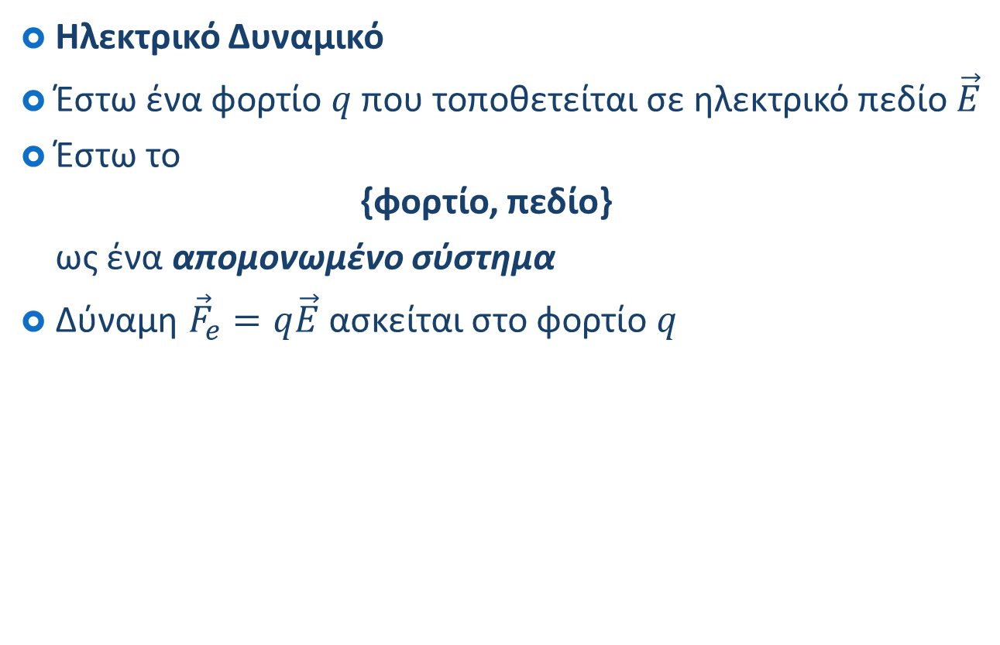 Ηλεκτρικό Δυναμικό
Έστω ένα φορτίο $q$ που τοποθετείται σε ηλεκτρικό πεδίο $\vec{E}$
Έστω το
{φορτίο, πεδίο}
ως ένα απομονωμένο σύστημα
Δύναμη $\vec{F}_e = q\vec{E}$ ασκείται στο φορτίο $q$